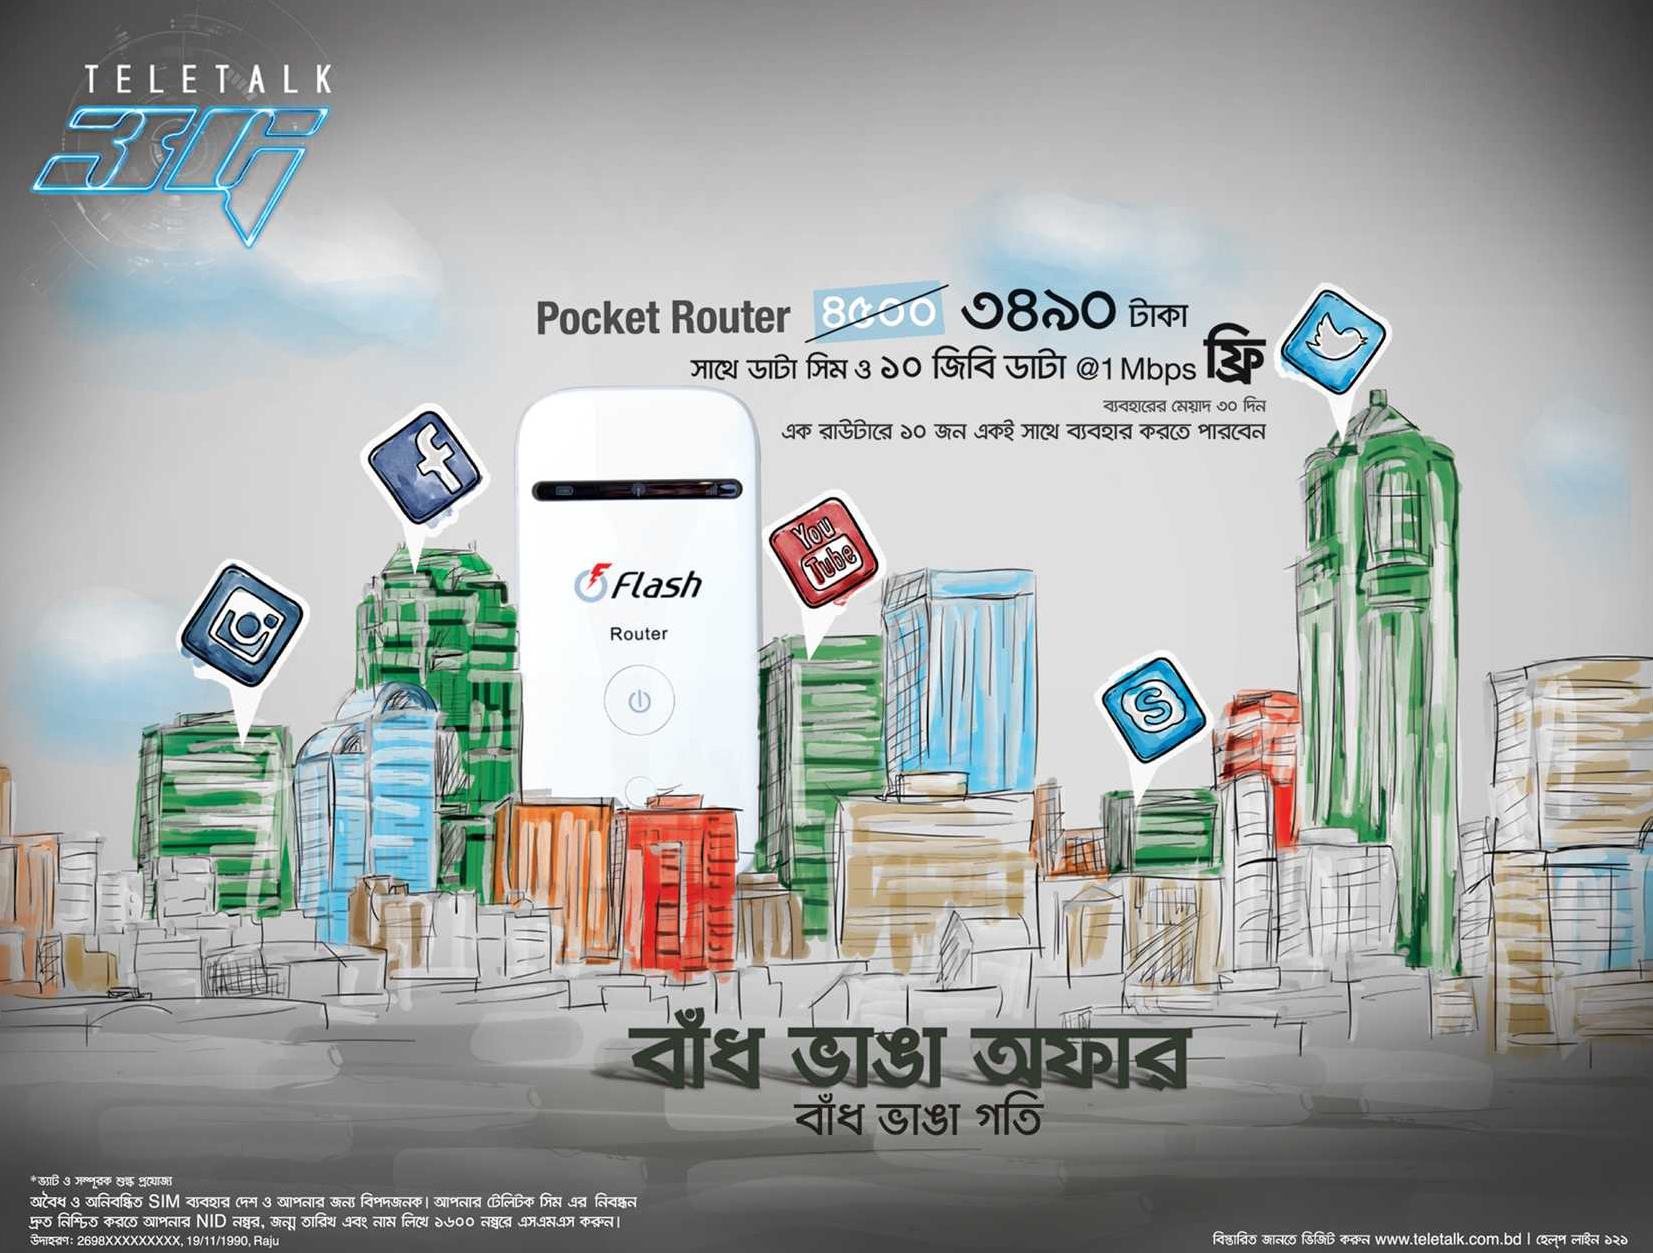 TELETALK
3G
Pocket Router ৪৫০০ ৩৪৯০ টাকা
সাথে ডাটা সিম ও ১০ জিবি ডাটা @1 Mbps ফ্রি
ব্যবহারের মেয়াদ ৩০ দিন
এক রাউটারে ১০ জন একই সাথে ব্যবহার করতে পারবেন
f
You
Tube
Flash
Router
S
বাঁধ ভাঙা অফার
বাঁধ ভাঙা গতি
*ভ্যাট ও সম্পূরক শুল্ক প্রযোজ্য
অবৈধ ও অনিবন্ধিত SIM ব্যবহার দেশ ও আপনার জন্য বিপদজনক। আপনার টেলিটক সিম এর নিবন্ধন
দ্রুত নিশ্চিত করতে আপনার NID নম্বর, জন্ম তারিখ এবং নাম লিখে ১৬০০ নম্বরে এসএমএস করুন।
উদাহরণ: 2698XXXXXXXXX, 19/11/1990, Raju
বিস্তারিত জানতে ভিজিট করুন www.teletalk.com.bd | হেল্প লাইন ১২১